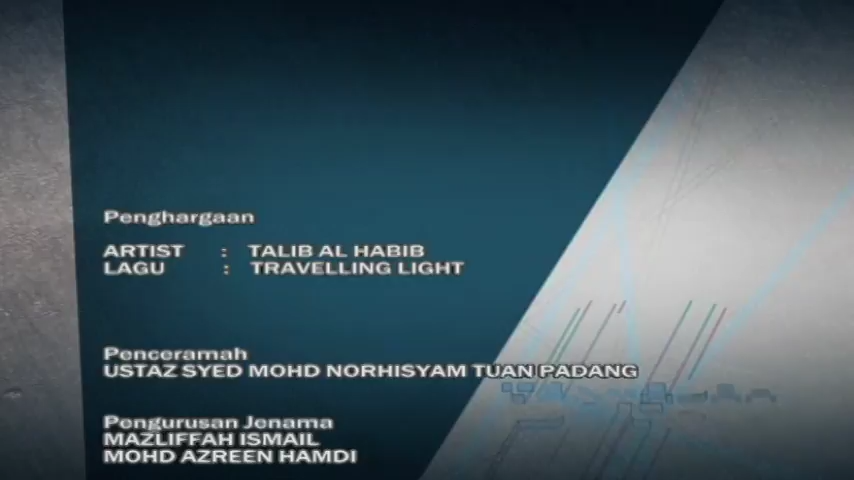 Penghargaan
ARTIST : TALIB AL HABIB
LAGU : TRAVELLING LIGHT
Penceramah
USTAZ SYED MOHD NORHISYAM TUAN PADANG
Pengurusan Jenama
MAZLIFFAH ISMAIL
MOHD AZREEN HAMDI